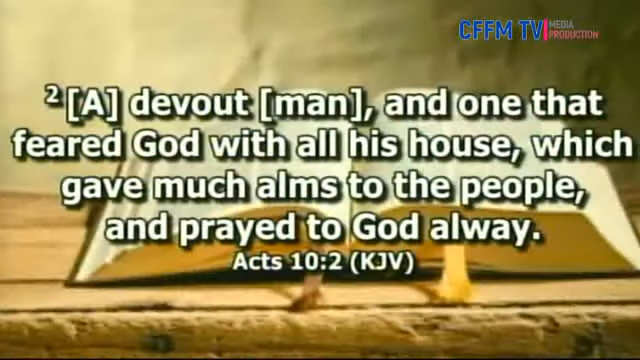 CFFM TV MEDIA
PRODUCTION
2 [A] devout [man], and one that
feared God with all his house, which
gave much alms to the people,
and prayed to God alway.
Acts 10:2 (KJV)